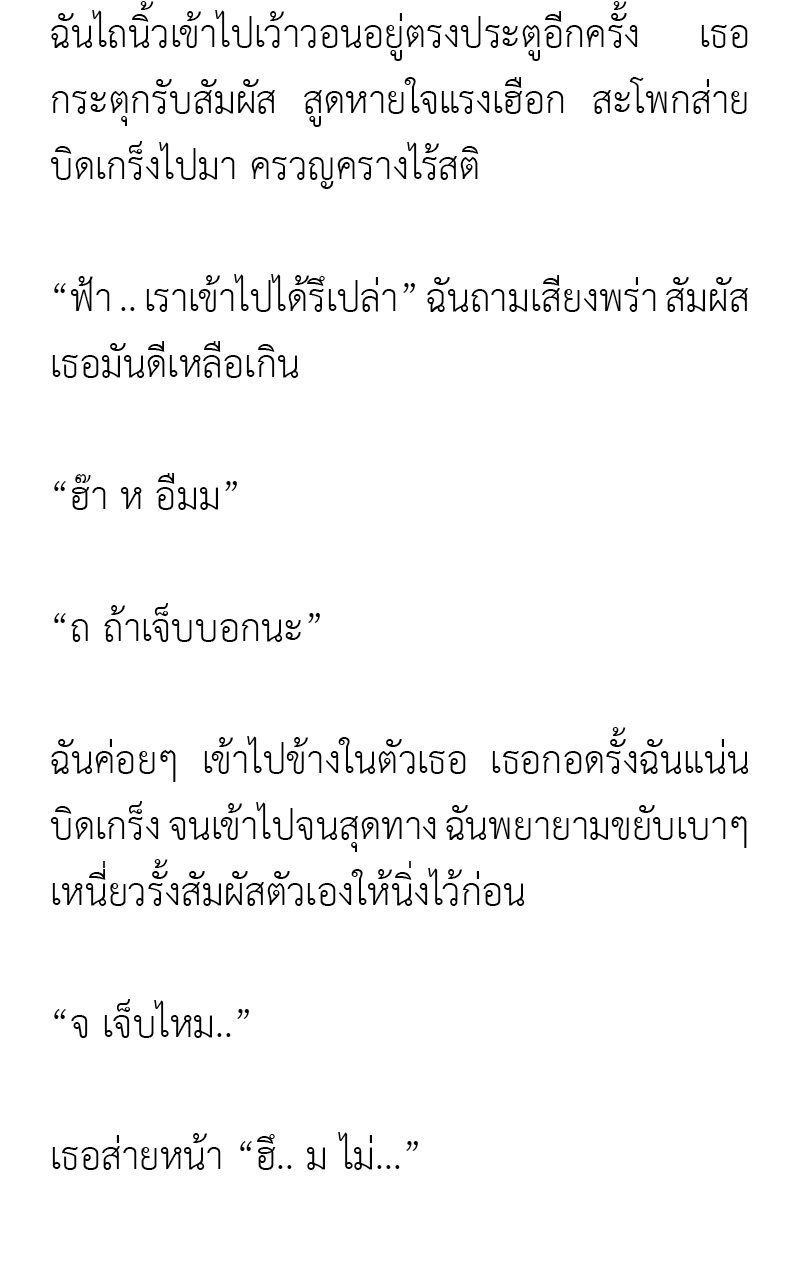 ฉันไถนิ้วเข้าไปเว้าวอนอยู่ตรงประตูอีกครั้ง เธอ
กระตุกรับสัมผัส สูดหายใจแรงเฮือก สะโพกส่าย
บิดเกร็งไปมา ครวญครางไร้สติ
“ฟ้า .. เราเข้าไปได้รึเปล่า” ฉันถามเสียงพร่า สัมผัส
เธอมันดีเหลือเกิน
“ฮ๊า ห อืมม”
“ถ ถ้าเจ็บบอกนะ”
ฉันค่อยๆ เข้าไปข้างในตัวเธอ เธอกอดรั้งฉันแน่น
บิดเกร็ง จนเข้าไปจนสุดทาง ฉันพยายามขยับเบาๆ
เหนี่ยวรั้งสัมผัสตัวเองให้นิ่งไว้ก่อน
“จ เจ็บไหม..”
เธอส่ายหน้า “ฮึ.. ม ไม่...”